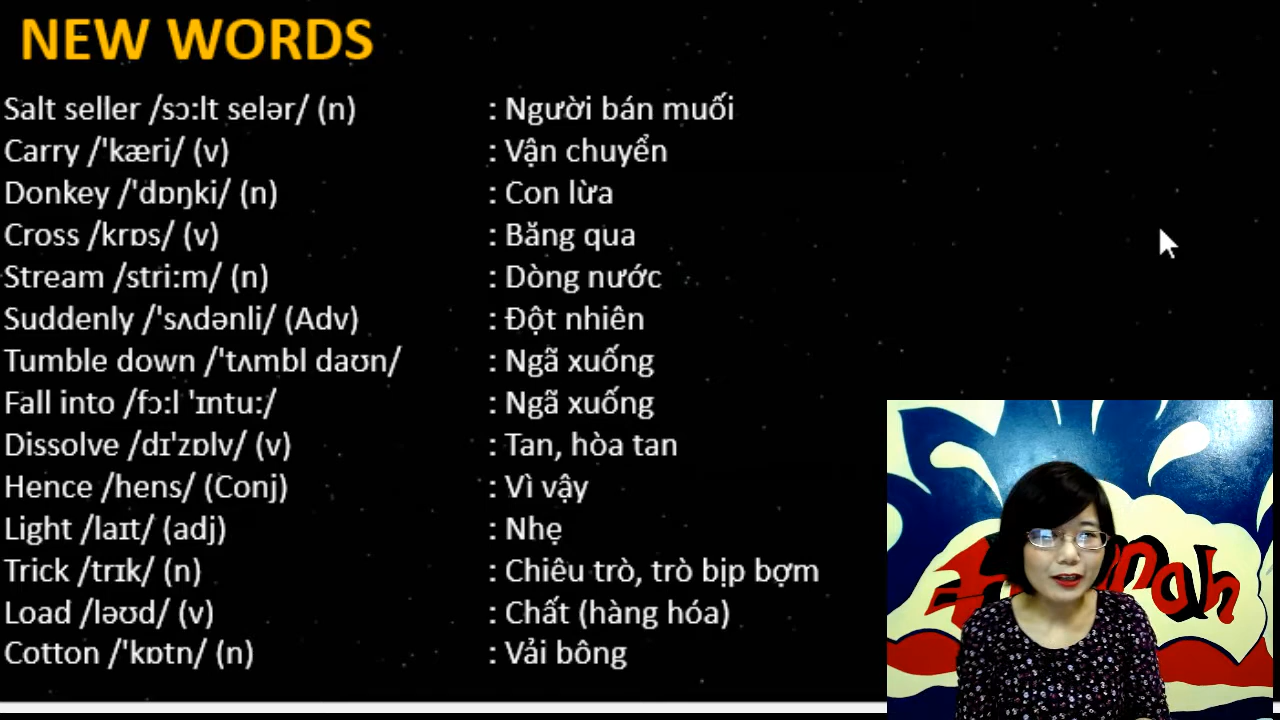 NEW WORDS
Salt seller /sɔ:lt selər/ (n) : Người bán muối
Carry /'kæri/ (v) : Vận chuyển
Donkey /'dɒŋki/ (n) : Con lừa
Cross /krɒs/ (v) : Băng qua
Stream /stri:m/ (n) : Dòng nước
Suddenly /'sʌdənli/ (Adv) : Đột nhiên
Tumble down /'tʌmbl daʊn/ : Ngã xuống
Fall into /fɔ:l 'ɪntu:/ : Ngã xuống
Dissolve /dɪ'zɒlv/ (v) : Tan, hòa tan
Hence /hens/ (Conj) : Vì vậy
Light /laɪt/ (adj) : Nhẹ
Trick /trɪk/ (n) : Chiêu trò, trò bịp bợm
Load /ləʊd/ (v) : Chất (hàng hóa)
Cotton /'kɒtn/ (n) : Vải bông